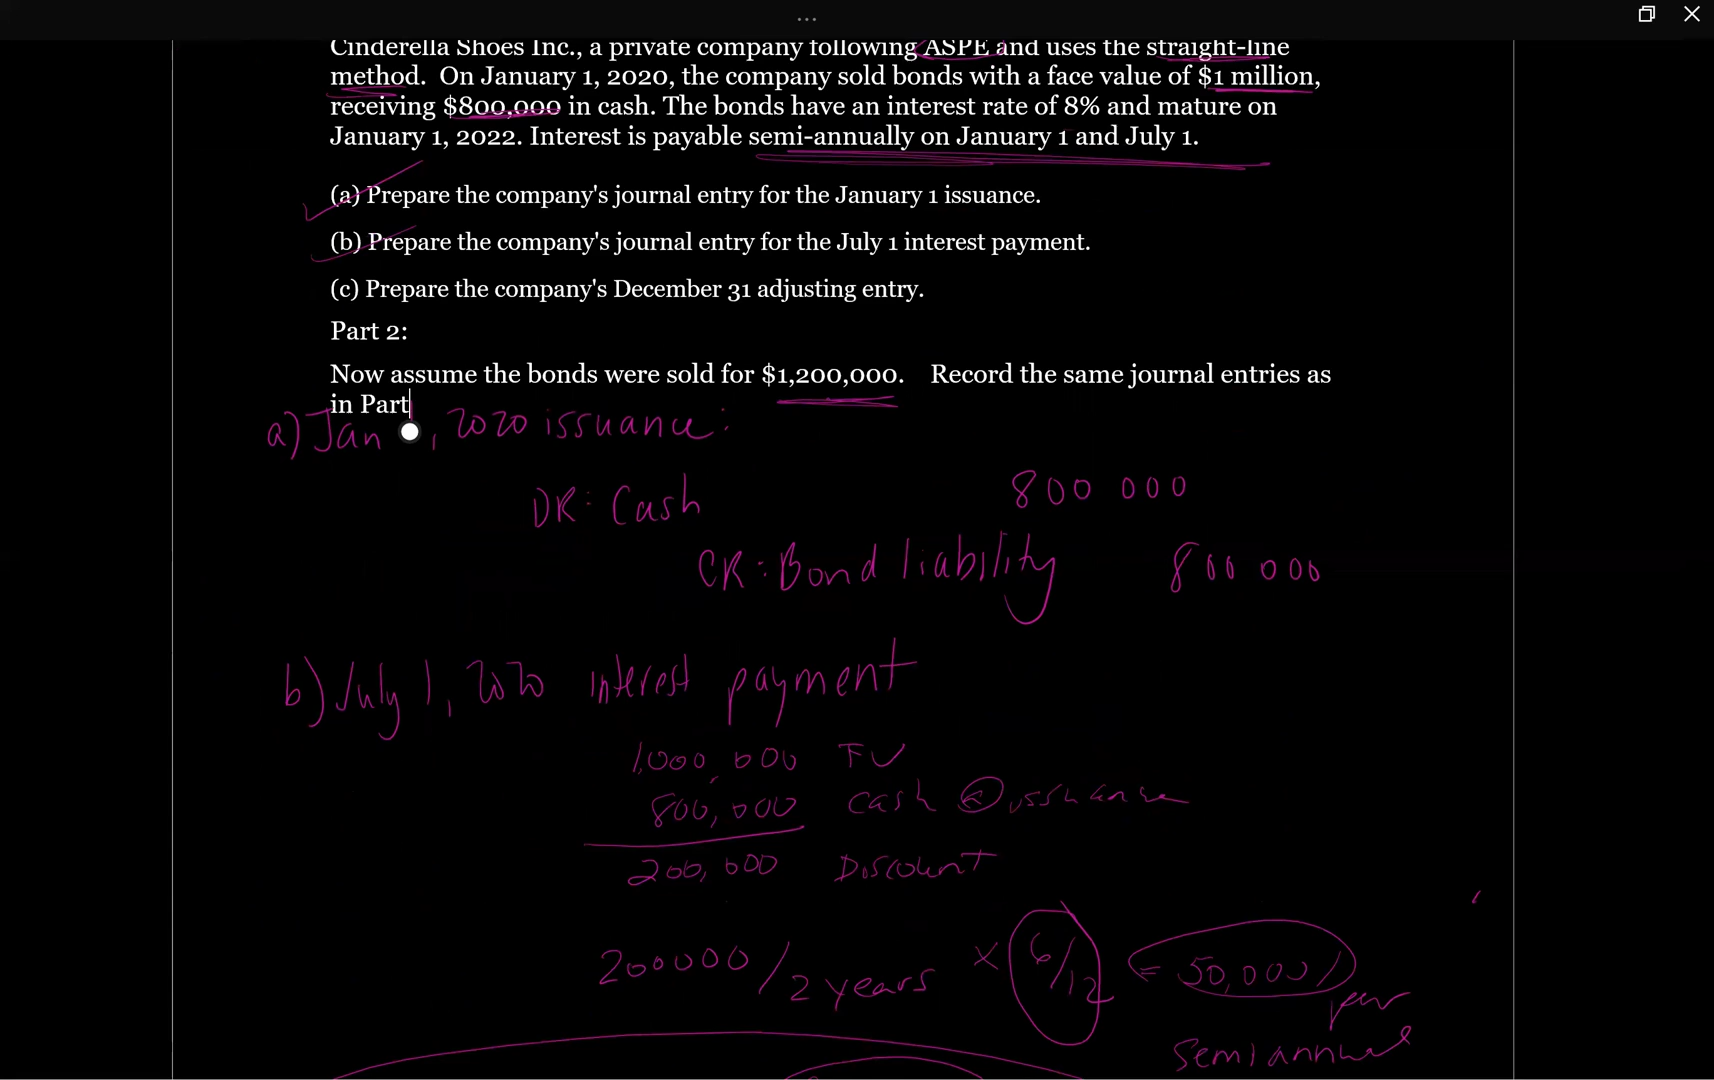 Cinderella Shoes Inc., a private company following ASPE and uses the straight-line
method. On January 1, 2020, the company sold bonds with a face value of $1 million,
receiving $800,000 in cash. The bonds have an interest rate of 8% and mature on
January 1, 2022. Interest is payable semi-annually on January 1 and July 1.
(a) Prepare the company's journal entry for the January 1 issuance.
(b) Prepare the company's journal entry for the July 1 interest payment.
(c) Prepare the company's December 31 adjusting entry.
Part 2:
Now assume the bonds were sold for $1,200,000. Record the same journal entries as
in Part
a) Jan , 2020 issuance:
DR: Cash 800 000
CR: Bond liability 800 000
b) July 1, 2020 interest payment
1,000,000 FV
800,000 cash @ issuance
200,000 Discount
200000 / 2 years x 6/12 = 50,000 /
per
semi annual